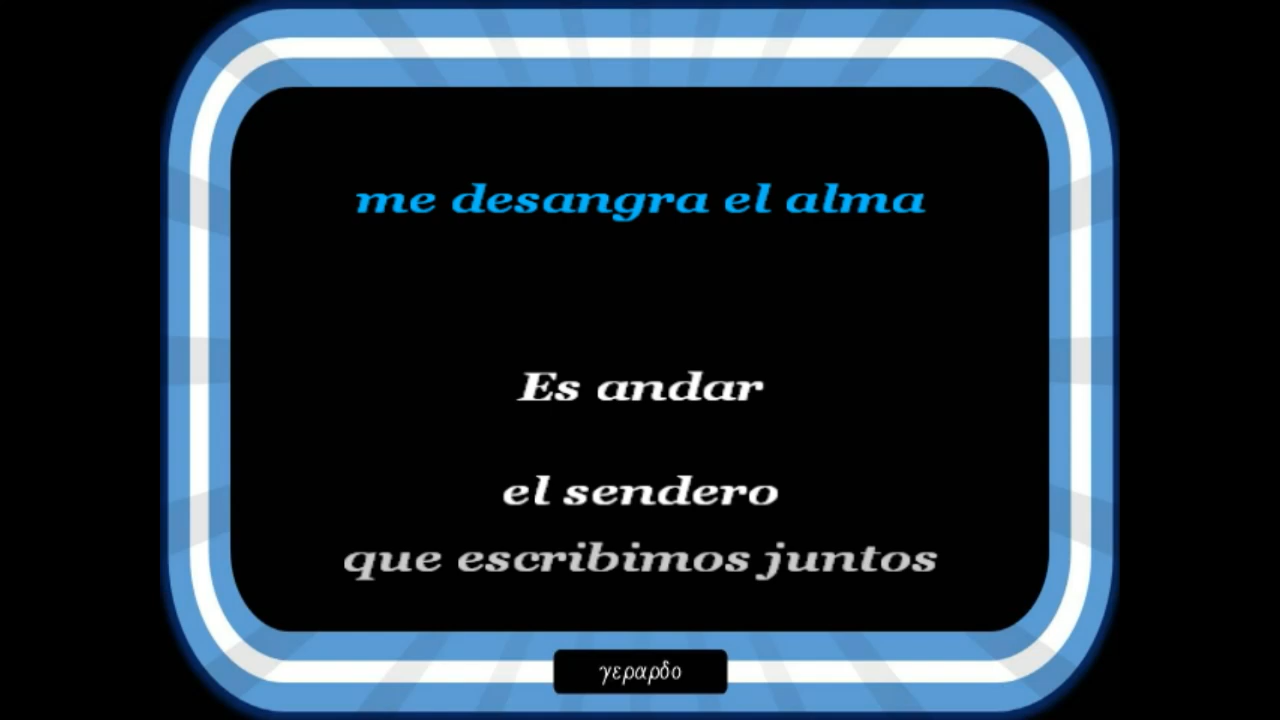 me desangra el alma
Es andar
el sendero
que escribimos juntos
γεραρδο